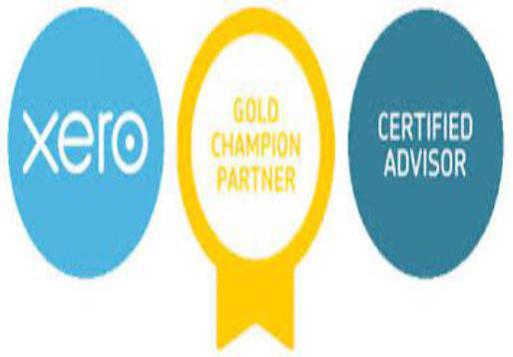 xero
GOLD
CHAMPION
PARTNER
CERTIFIED
ADVISOR